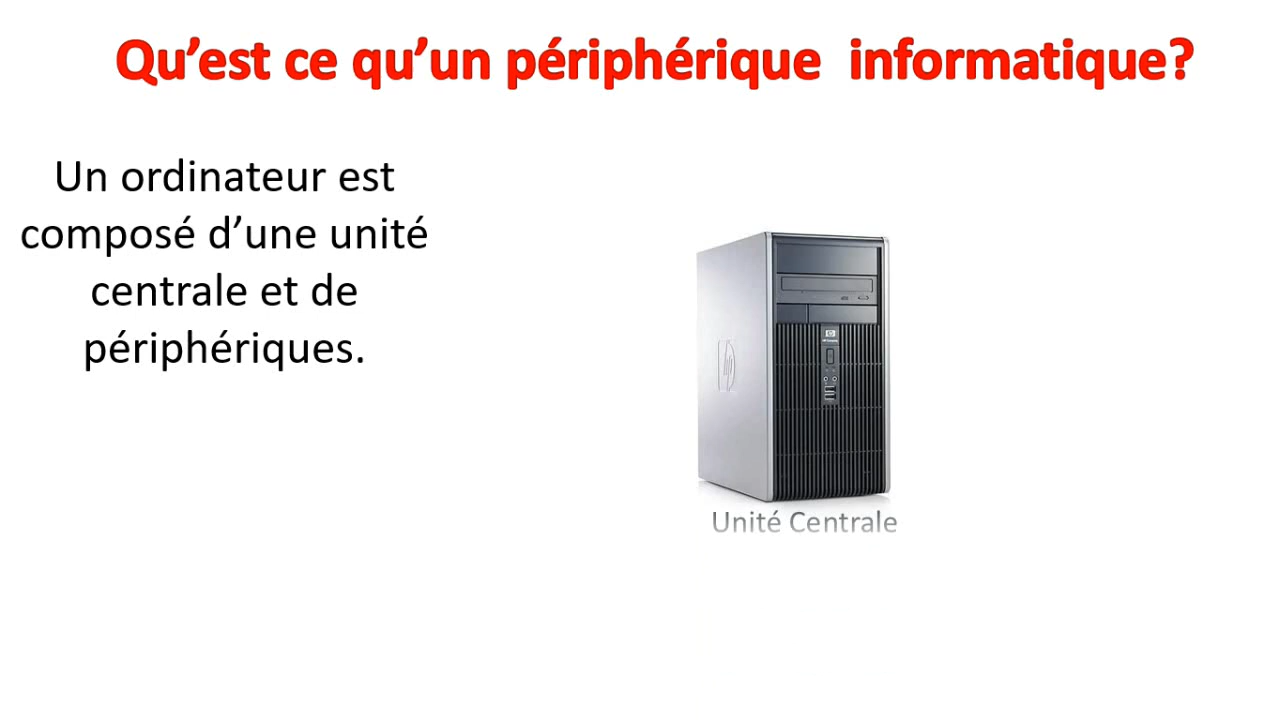 Qu’est ce qu’un périphérique  informatique?
Un ordinateur est
composé d’une unité
centrale et de
périphériques.
hp
Unité Centrale